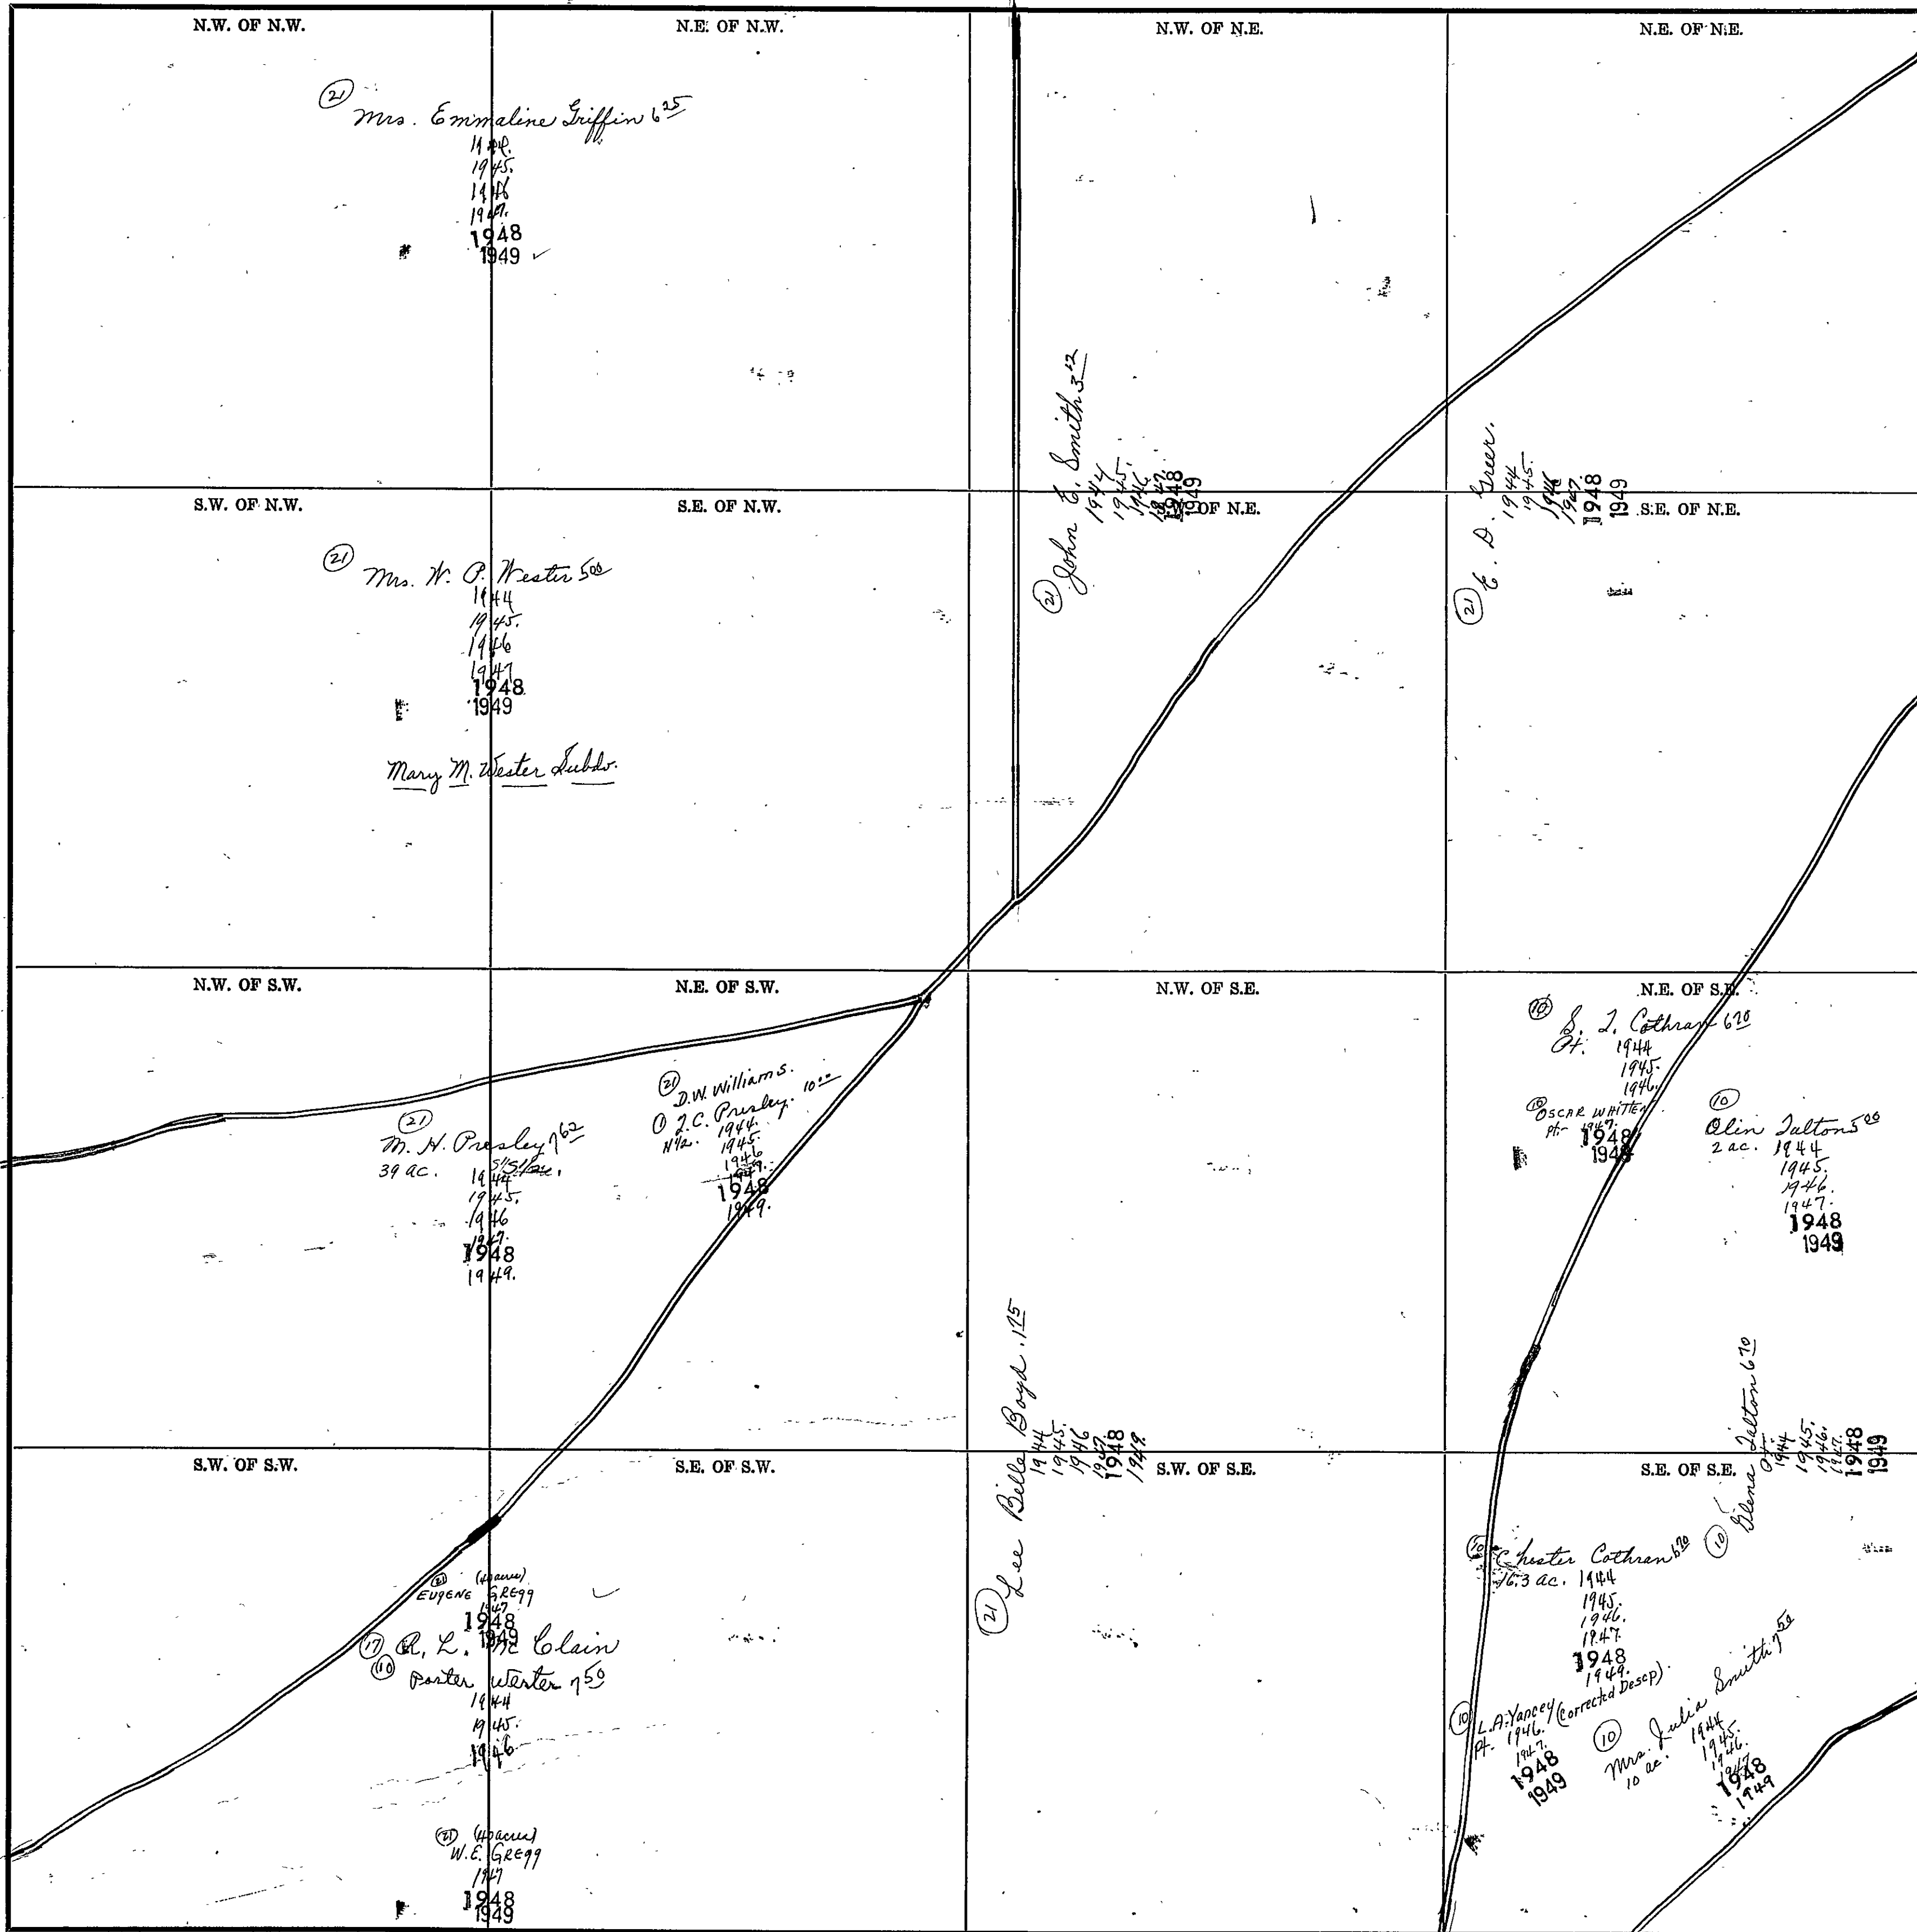 N.W. OF N.W.
N.E. OF N.W.
N.W. OF N.E.
N.E. OF N.E.
(21)
Mrs. Emmaline Griffin 6 25
1945.
1946
1947.
1948
1949 ✓
(21) John E. Smith 3 12
1944
1945.
1946.
1947.
1948
1949
(21) E. D. Greer.
1944
1945.
1946
1947.
1948
1949
S.W. OF N.W.
S.E. OF N.W.
S.W. OF N.E.
S.E. OF N.E.
(21)
Mrs. W. P. Wester 5 00
1944
1945.
1946
1947
1948
1949
Mary M. Wester Subdv.
N.W. OF S.W.
N.E. OF S.W.
N.W. OF S.E.
N.E. OF S.E.
(21)
M. H. Presley 7 62
39 ac.
1944
1945.
1946
1947.
1948
1949.
(21)
D.W. Williams.
J.C. Presley. 10 00
N 1/2. 1944.
1945.
1946
1947.
1948
1949.
(10)
S. J. Cothran 6 70
Pt. 1944
1945.
1946.
(10) OSCAR WHITTEN.
Pt- 1947.
1948
1949
(10)
Olin Talton 5 00
2 ac. 1944
1945.
1946.
1947.
1948
1949
S.W. OF S.W.
S.E. OF S.W.
S.W. OF S.E.
S.E. OF S.E.
(21) Lee Bille Boyd. 1 75
1944
1945.
1946
1947.
1948
1949.
(10) Glena Talton 6 70
Pt.
1944
1945.
1946.
1947.
1948
1949
(21) (40 acres)
EUGENE GREGG
1947
1948
1949
(17) R. L. McClain
(10)
Porter Wester 7 50
1944
1945.
1946
(21) (40 acres)
W.E. GREGG
1947
1948
1949
(10) Chester Cothran 6 70
16.3 ac. 1944
1945.
1946.
1947.
1948
1949.
(10) L.A. Yancey (Corrected Descp).
Pt. 1946.
1947.
1948
1949
(10)
Mrs. Julia Smith 7 50
10 ac. 1944
1945.
1946.
1947
1948
1949